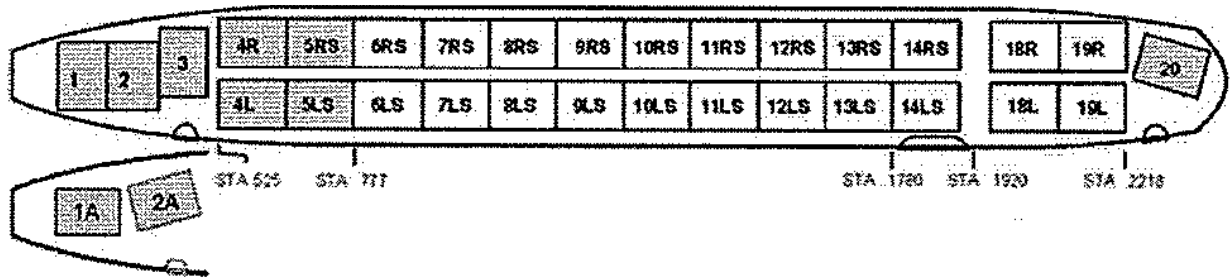 4R 5RS 6RS 7RS 8RS 9RS 10RS 11RS 12RS 13RS 14RS 18R 19R
1 2 3 20
4L 5LS 6LS 7LS 8LS 9LS 10LS 11LS 12LS 13LS 14LS 18L 19L
STA 525 STA 777 STA 1780 STA 1920 STA 2218
1A 2A